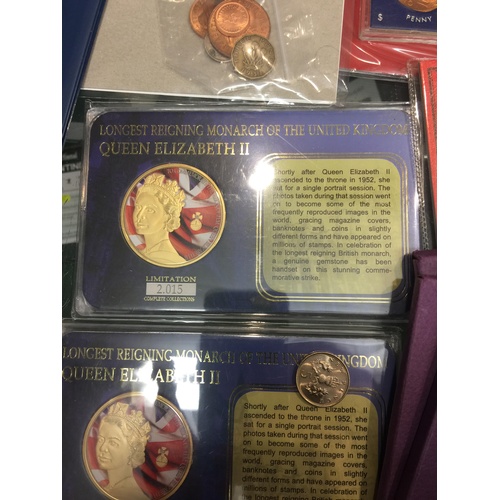 PENNY
LONGEST REIGNING MONARCH OF THE UNITED KINGDOM
QUEEN ELIZABETH II
Shortly after Queen Elizabeth II
ascended to the throne in 1952, she
sat for a single portrait session. The
photos taken during that session went
on to become some of the most
frequently reproduced images in the
world, gracing magazine covers,
banknotes and coins in slightly
different forms and have appeared on
millions of stamps. In celebration of
the longest reigning British monarch,
a genuine gemstone has been
handset on this stunning comme-
morative strike.
LIMITATION
2.015
COMPLETE COLLECTIONS
LONGEST REIGNING MONARCH OF THE UNITED KINGDOM
QUEEN ELIZABETH II
Shortly after Queen Elizabeth II
ascended to the throne in 1952, she
sat for a single portrait session. The
photos taken during that session went
on to become some of the most
frequently reproduced images in the
world, gracing magazine covers,
banknotes and coins in slightly
different forms and have appeared on
millions of stamps. In celebration of
the longest reigning British monarch,